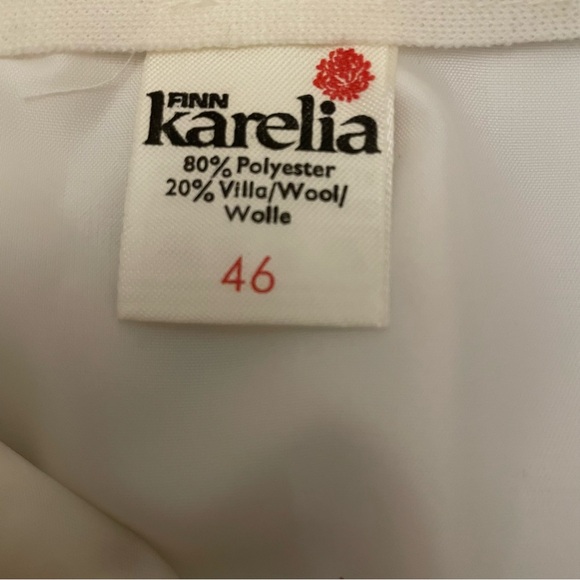 FINN
karelia
80% Polyester
20% Villa/Wool/
Wolle
46